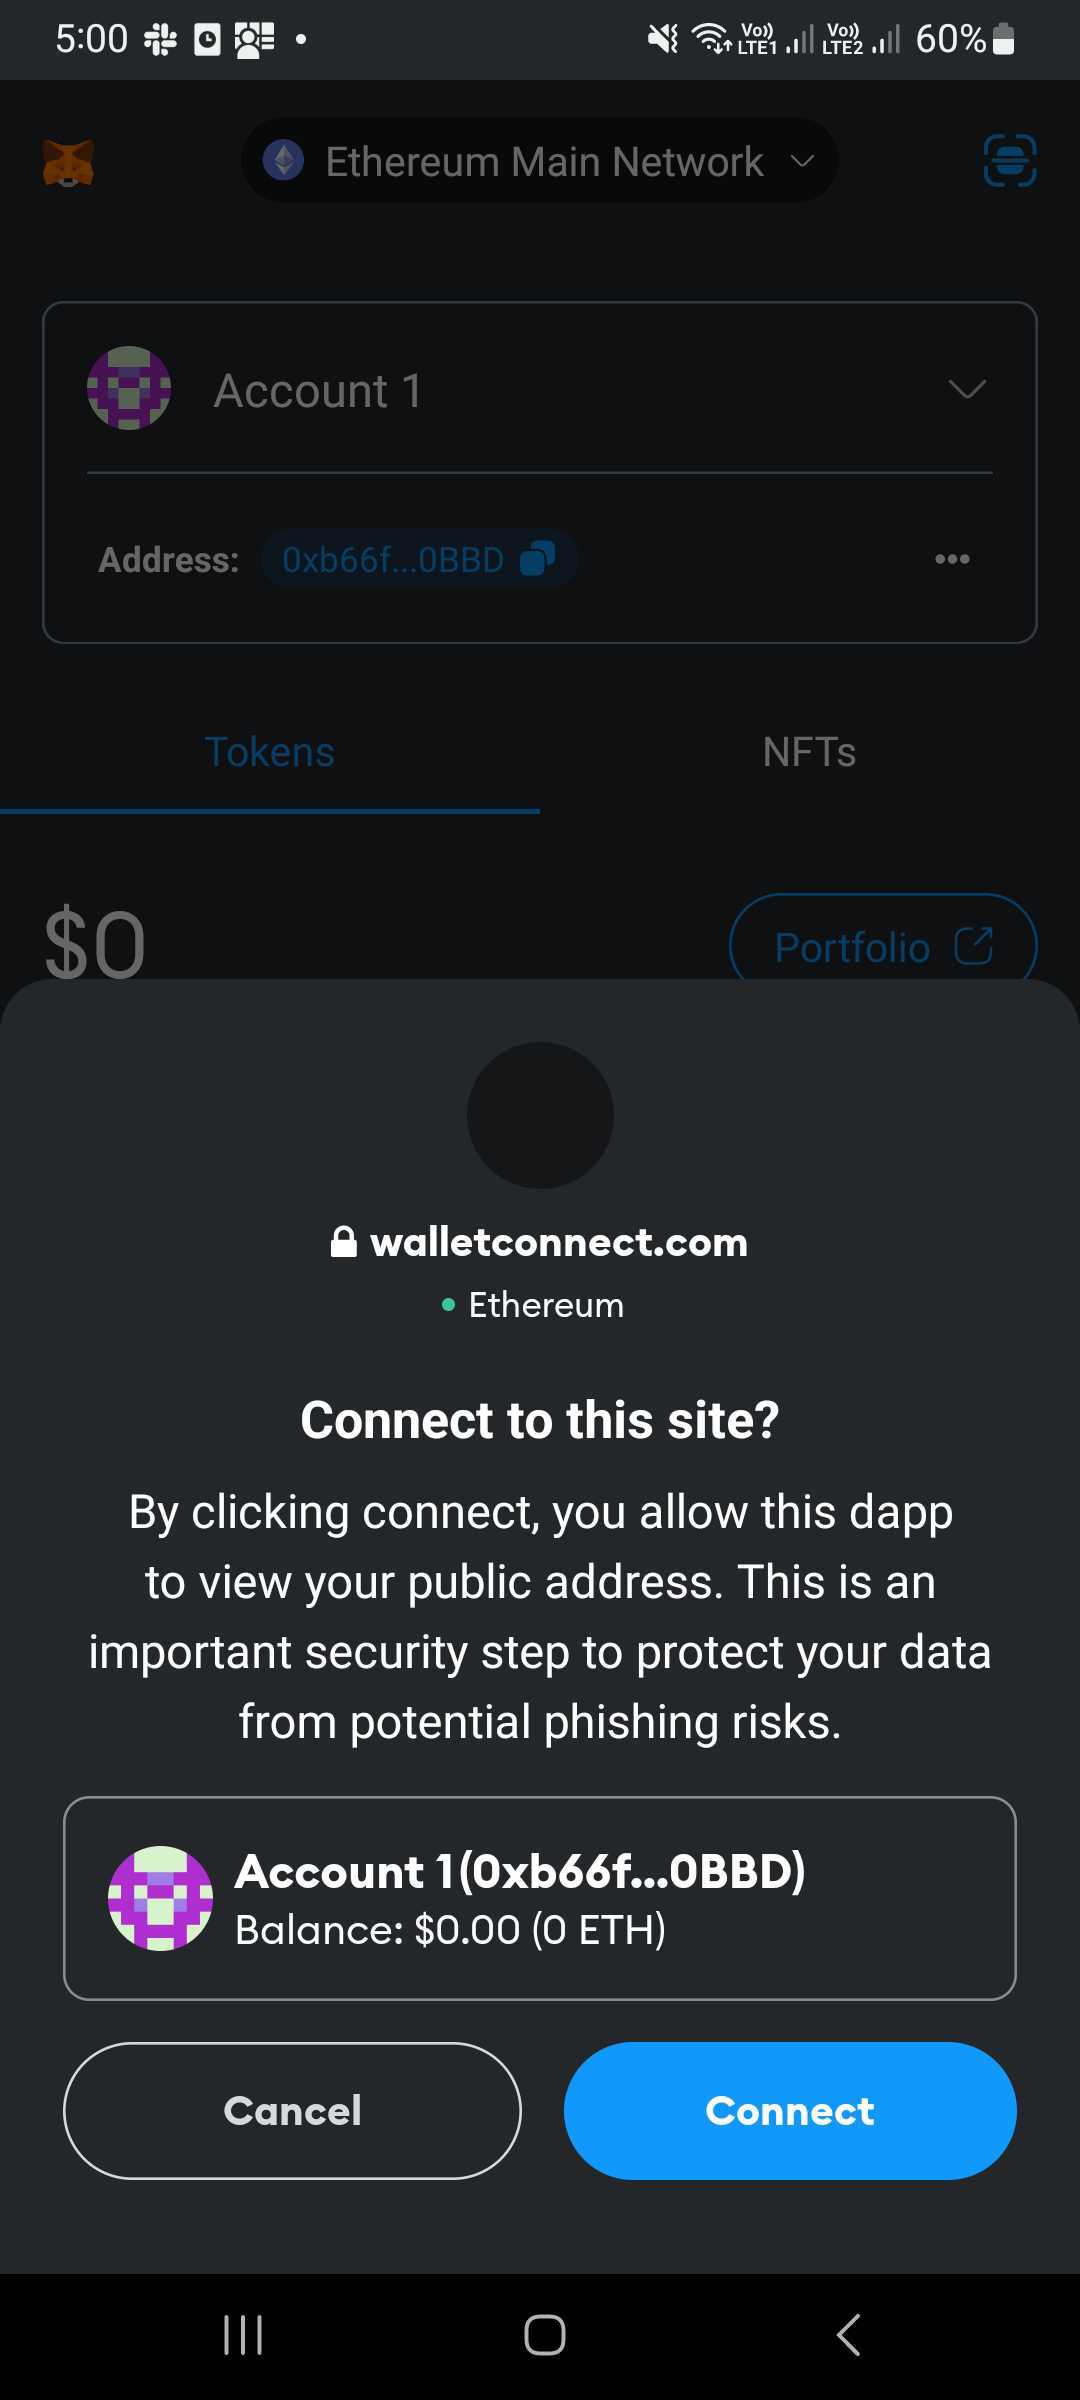 5:00
Vo)) LTE1
Vo)) LTE2
60%
Ethereum Main Network
Account 1
Address: 0xb66f...0BBD
Tokens
NFTs
$0
Portfolio
walletconnect.com
Ethereum
Connect to this site?
By clicking connect, you allow this dapp
to view your public address. This is an
important security step to protect your data
from potential phishing risks.
Account 1 (0xb66f...0BBD)
Balance: $0.00 (0 ETH)
Cancel
Connect